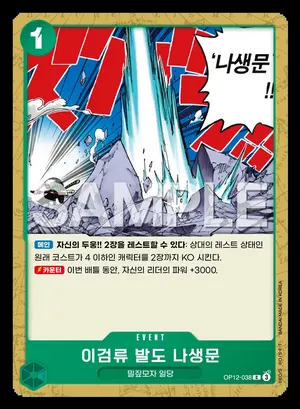 1
'나생문'
!!
SAMPLE
메인 자신의 두웅!! 2장을 레스트할 수 있다: 상대의 레스트 상태인
원래 코스트가 4 이하인 캐릭터를 2장까지 KO 시킨다.
카운터 이번 배틀 동안, 자신의 리더의 파워 +3000.
EVENT
이검류 발도 나생문
밀짚모자 일당
OP12-038 R 3